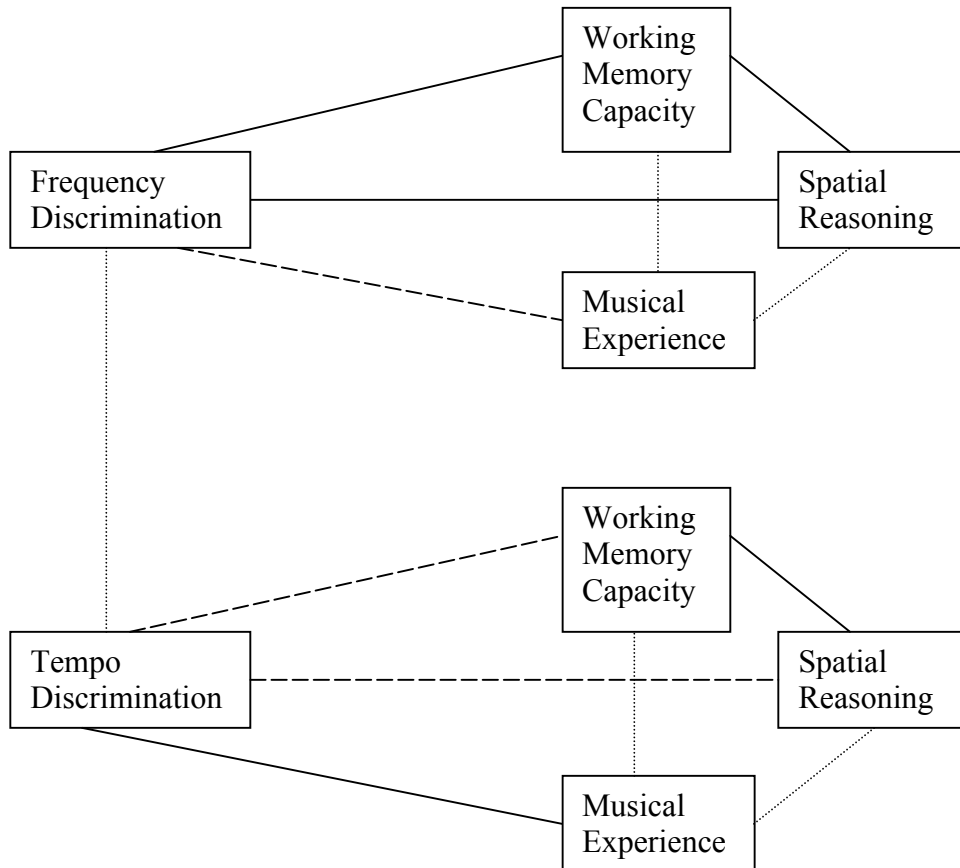 Working
Memory
Capacity
Frequency
Discrimination
Spatial
Reasoning
Musical
Experience
Working
Memory
Capacity
Tempo
Discrimination
Spatial
Reasoning
Musical
Experience